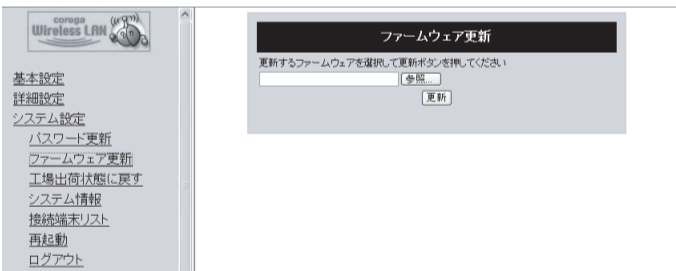 corega
Wireless LAN
基本設定
詳細設定
システム設定
パスワード更新
ファームウェア更新
工場出荷状態に戻す
システム情報
接続端末リスト
再起動
ログアウト
ファームウェア更新
更新するファームウェアを選択して更新ボタンを押してください
参照...
更新